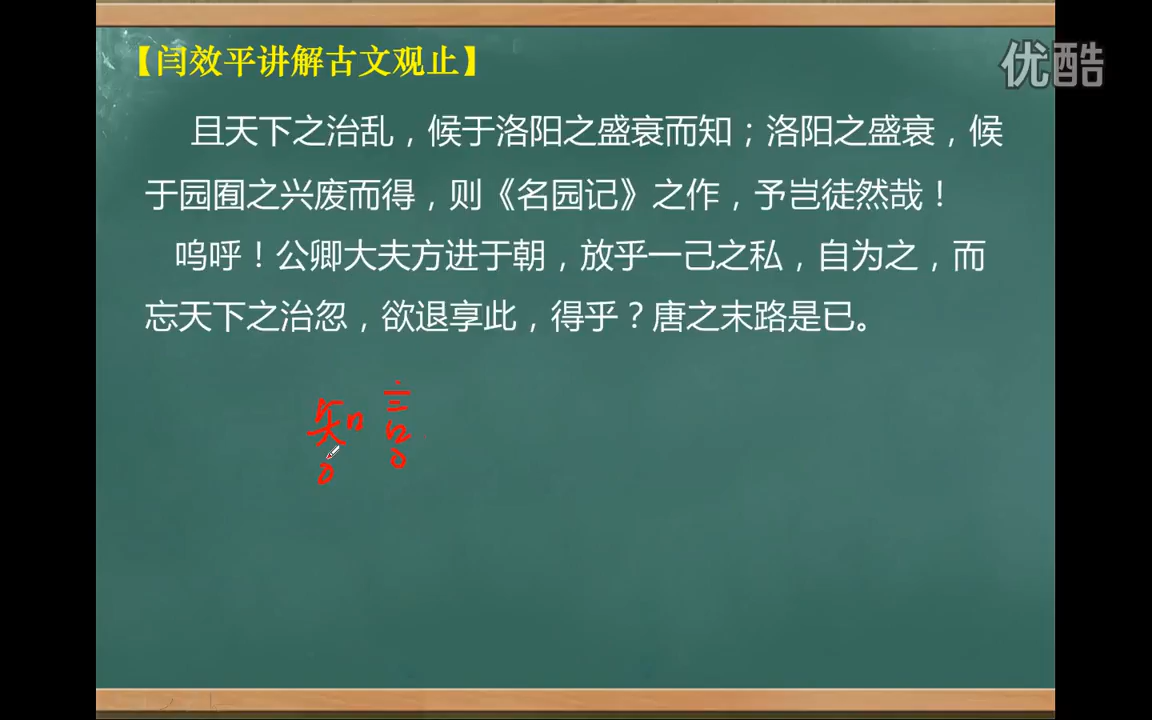 【闫效平讲解古文观止】
优酷
且天下之治乱，候于洛阳之盛衰而知；洛阳之盛衰，候
于园囿之兴废而得，则《名园记》之作，予岂徒然哉！
呜呼！公卿大夫方进于朝，放乎一己之私，自为之，而
忘天下之治忽，欲退享此，得乎？唐之末路是已。
知言